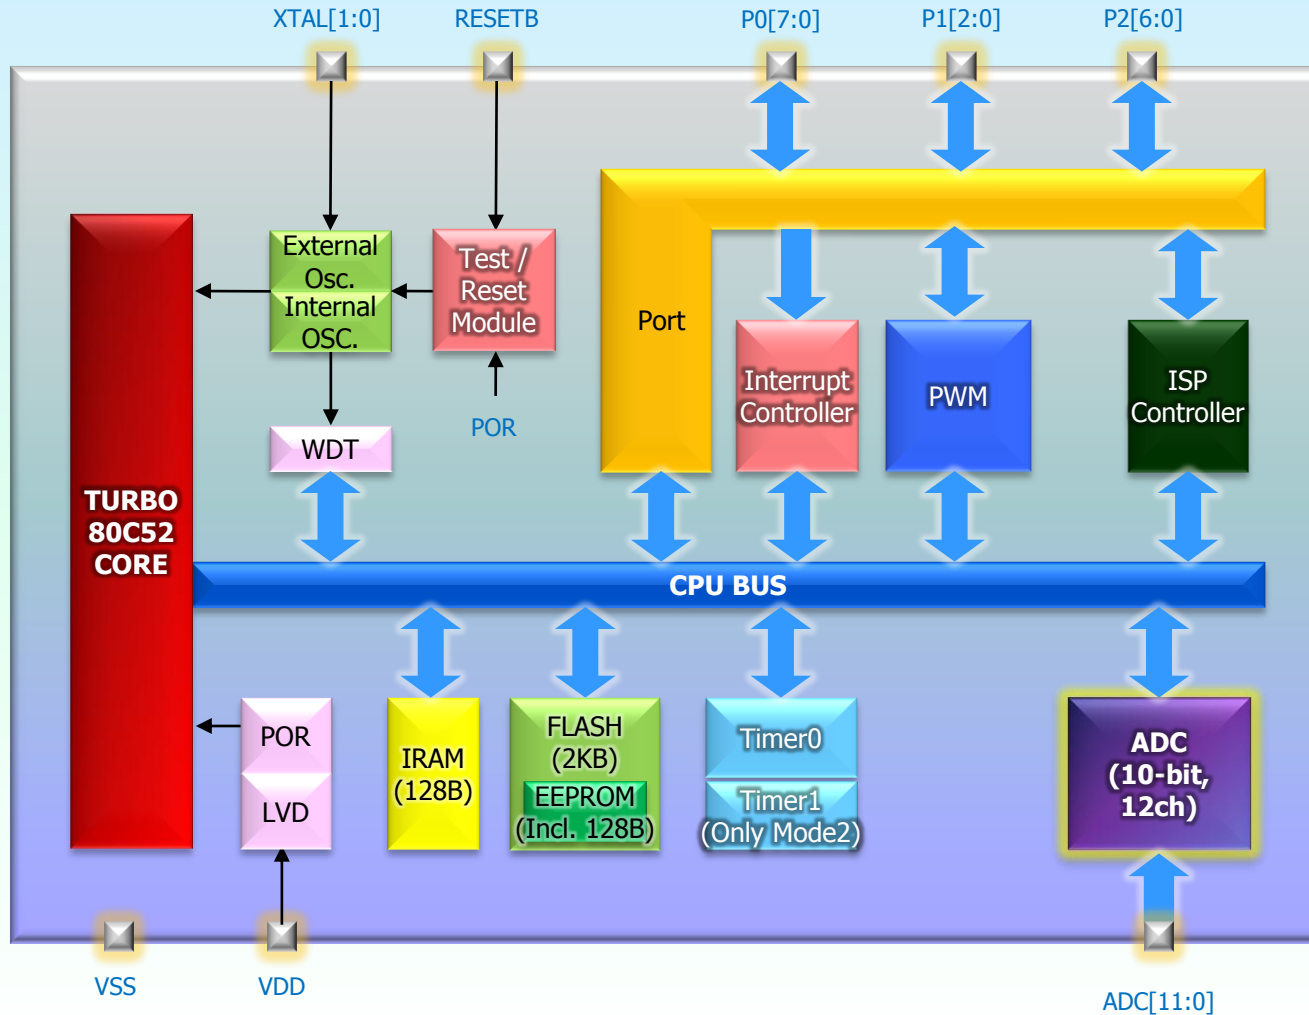 XTAL[1:0]
RESETB
P0[7:0]
P1[2:0]
P2[6:0]
External
Osc.
Internal
OSC.
Test /
Reset
Module
POR
WDT
Port
Interrupt
Controller
PWM
ISP
Controller
TURBO
80C52
CORE
CPU BUS
POR
LVD
IRAM
(128B)
FLASH
(2KB)
EEPROM
(Incl. 128B)
Timer0
Timer1
(Only Mode2)
ADC
(10-bit,
12ch)
VSS
VDD
ADC[11:0]